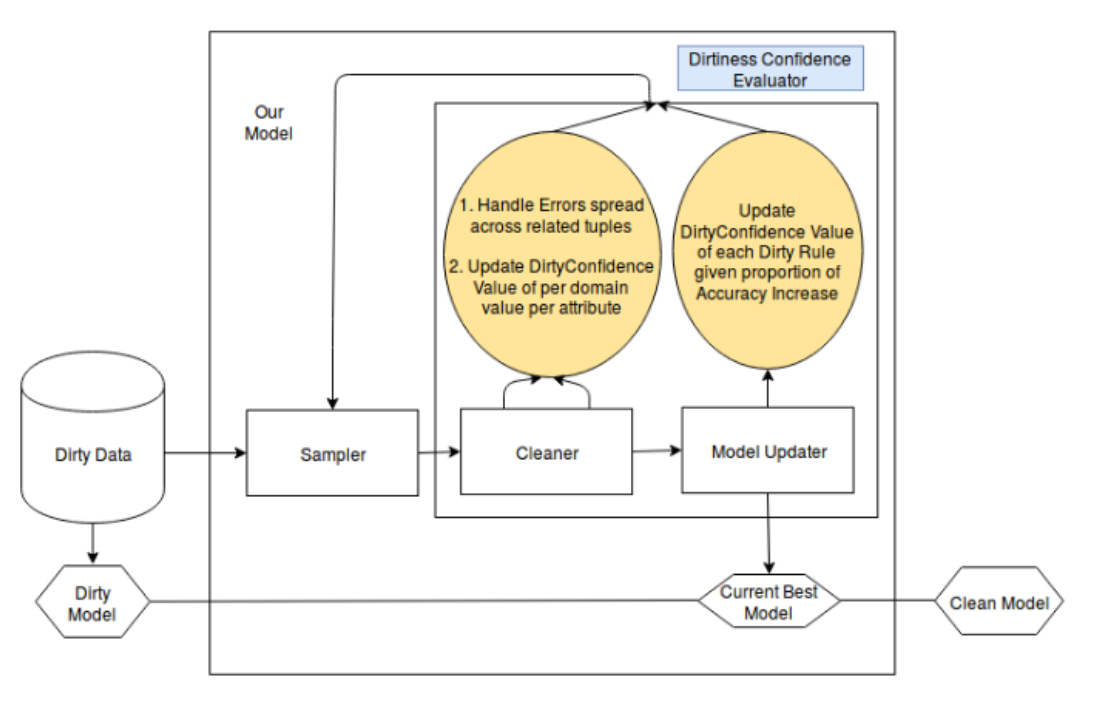 Dirtiness Confidence
Evaluator
Our
Model
1. Handle Errors spread
across related tuples
2. Update DirtyConfidence
Value of per domain
value per attribute
Update
DirtyConfidence Value
of each Dirty Rule
given proportion of
Accuracy Increase
Dirty Data
Sampler
Cleaner
Model Updater
Dirty
Model
Current Best
Model
Clean Model